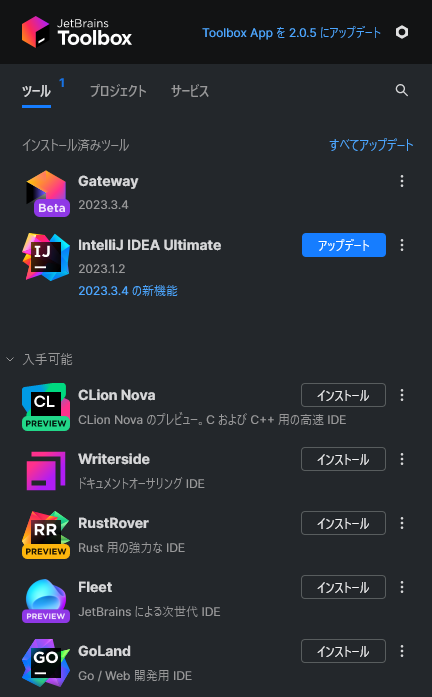 JetBrains
Toolbox
Toolbox App を 2.0.5 にアップデート
ツール 1 プロジェクト サービス
インストール済みツール すべてアップデート
Gateway
Beta
2023.3.4
IntelliJ IDEA Ultimate アップデート
IJ
2023.1.2
2023.3.4 の新機能
入手可能
CLion Nova インストール
CL
PREVIEW
CLion Nova のプレビュー。C および C++ 用の高速 IDE
Writerside インストール
ドキュメントオーサリング IDE
RustRover インストール
RR
PREVIEW
Rust 用の強力な IDE
Fleet インストール
PREVIEW
JetBrains による次世代 IDE
GoLand インストール
GO
Go / Web 開発用 IDE